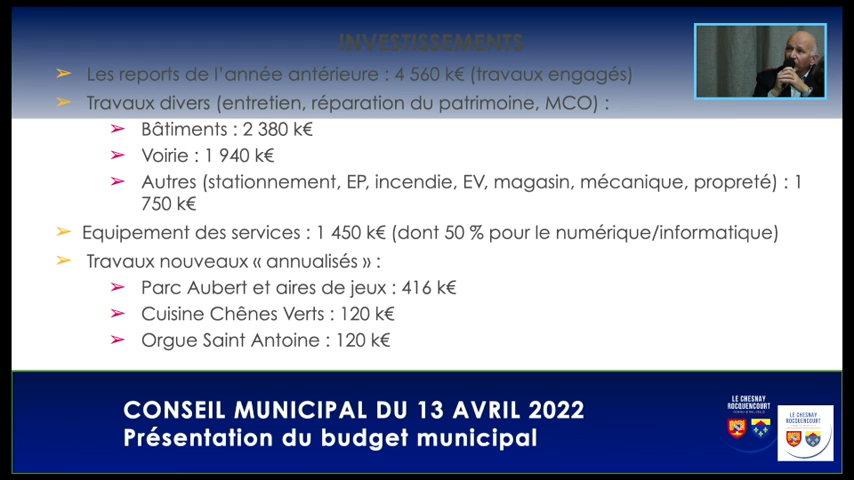 INVESTISSEMENTS
➢ Les reports de l'année antérieure : 4 560 k€ (travaux engagés)
➢ Travaux divers (entretien, réparation du patrimoine, MCO) :
➢ Bâtiments : 2 380 k€
➢ Voirie : 1 940 k€
➢ Autres (stationnement, EP, incendie, EV, magasin, mécanique, propreté) : 1
750 k€
➢ Equipement des services : 1 450 k€ (dont 50 % pour le numérique/informatique)
➢ Travaux nouveaux « annualisés » :
➢ Parc Aubert et aires de jeux : 416 k€
➢ Cuisine Chênes Verts : 120 k€
➢ Orgue Saint Antoine : 120 k€
CONSEIL MUNICIPAL DU 13 AVRIL 2022
Présentation du budget municipal
LE CHESNAY
ROCQUENCOURT
LE CHESNAY
ROCQUENCOURT